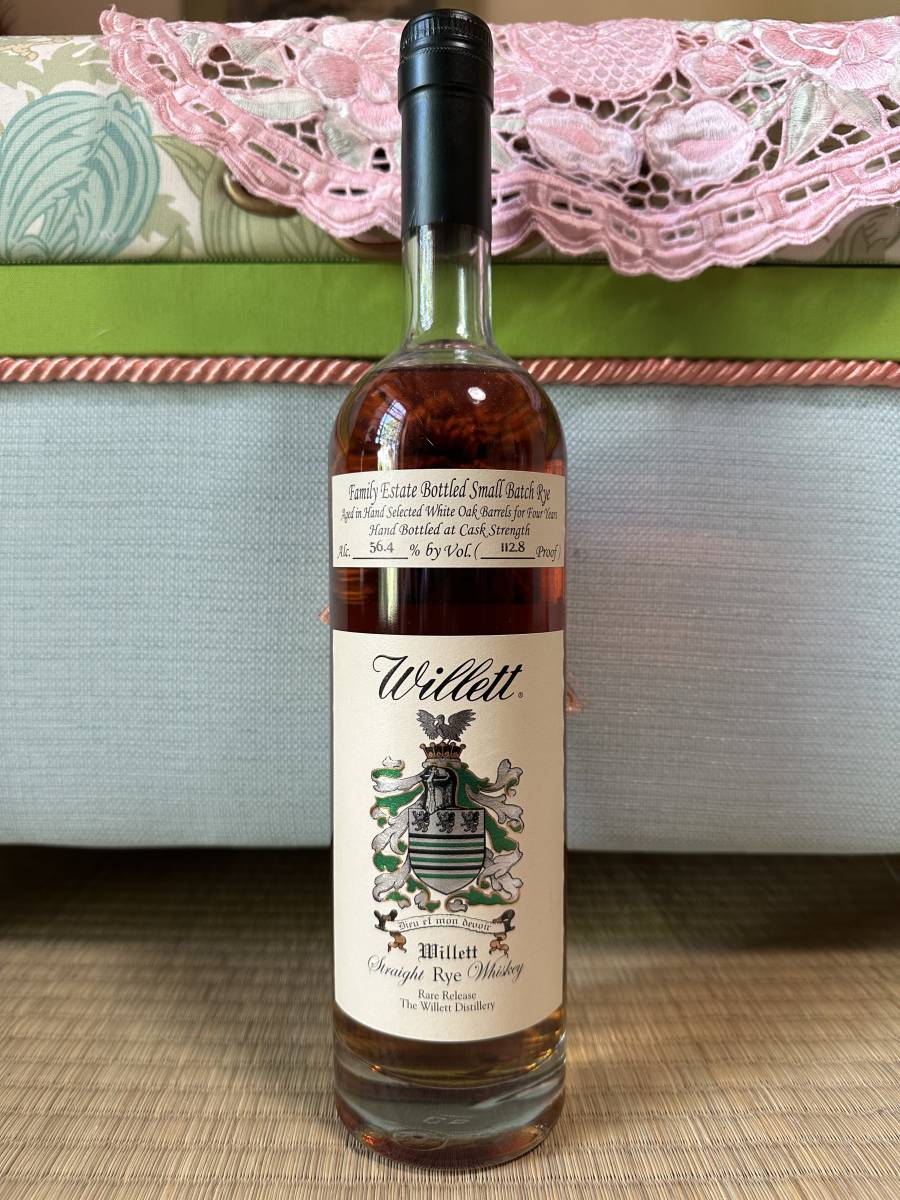 Family Estate Bottled Small Batch Rye
Aged in Hand Selected White Oak Barrels for Four Years
Hand Bottled at Cask Strength
Alc. 56.4 % by Vol. ( 112.8 Proof )
Willett®
Dieu et mon devoir
Willett
Straight Rye Whiskey
Rare Release
The Willett Distillery